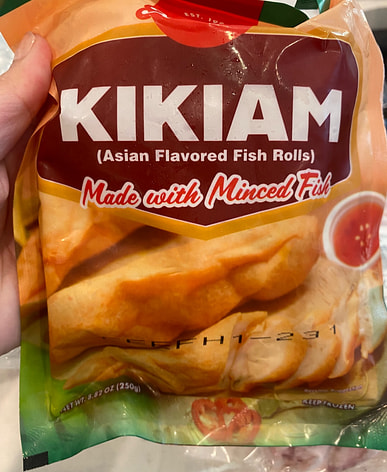 KIKIAM
(Asian Flavored Fish Rolls)
Made with Minced Fish
NET WT. 8.82 OZ (250g)
KEEP FROZEN